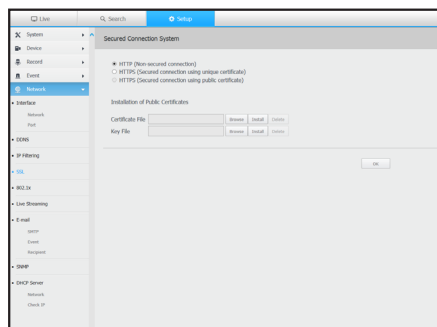 Live
Search
Setup
System
Device
Record
Event
Network
Interface
Network
Port
DDNS
IP Filtering
SSL
802.1x
Live Streaming
E-mail
SMTP
Event
Recipient
SNMP
DHCP Server
Network
Check IP
Secured Connection System
HTTP (Non-secured connection)
HTTPS (Secured connection using unique certificate)
HTTPS (Secured connection using public certificate)
Installation of Public Certificates
Certificate File Browse Install Delete
Key File Browse Install Delete
OK